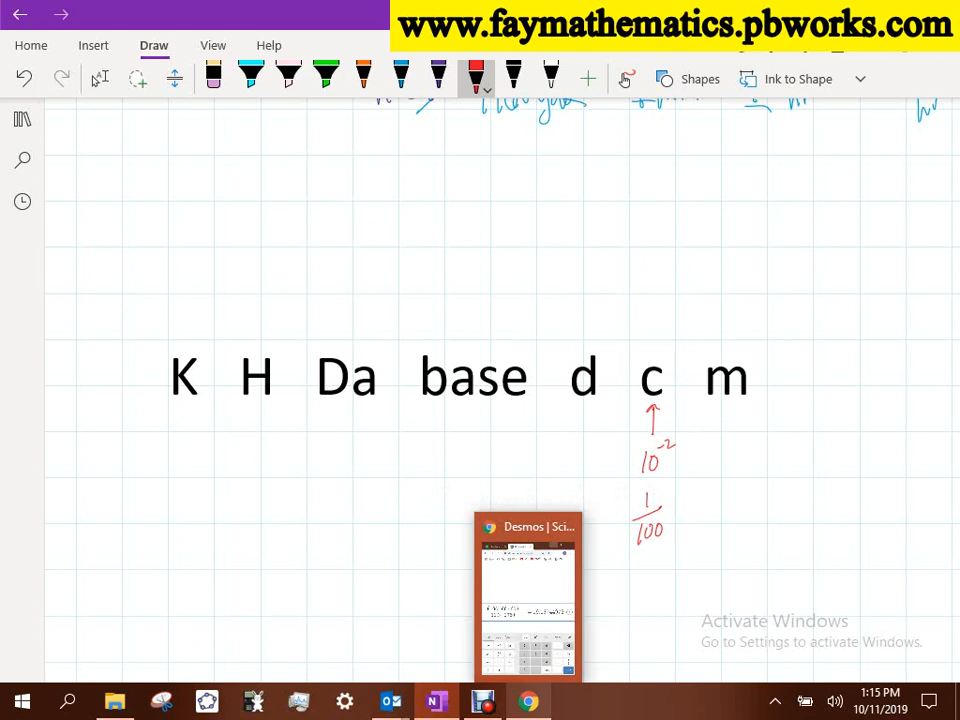 www.faymathematics.pbworks.com
Home Insert Draw View Help
Shapes Ink to Shape
K H Da base d c m
10⁻²
1
100
Desmos | Sci...
Activate Windows
Go to Settings to activate Windows.
1:15 PM
10/11/2019